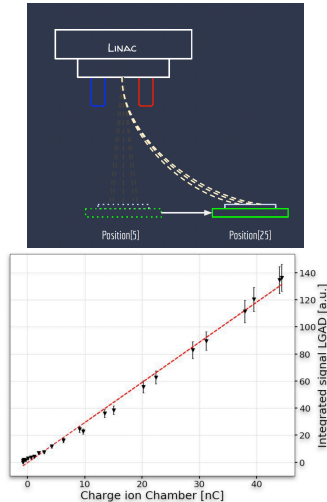 LINAC
Position[5] Position[25]
140
120
100
80
60
40
20
0
Integrated signal LGAD [a.u.]
0 10 20 30 40
Charge ion Chamber [nC]